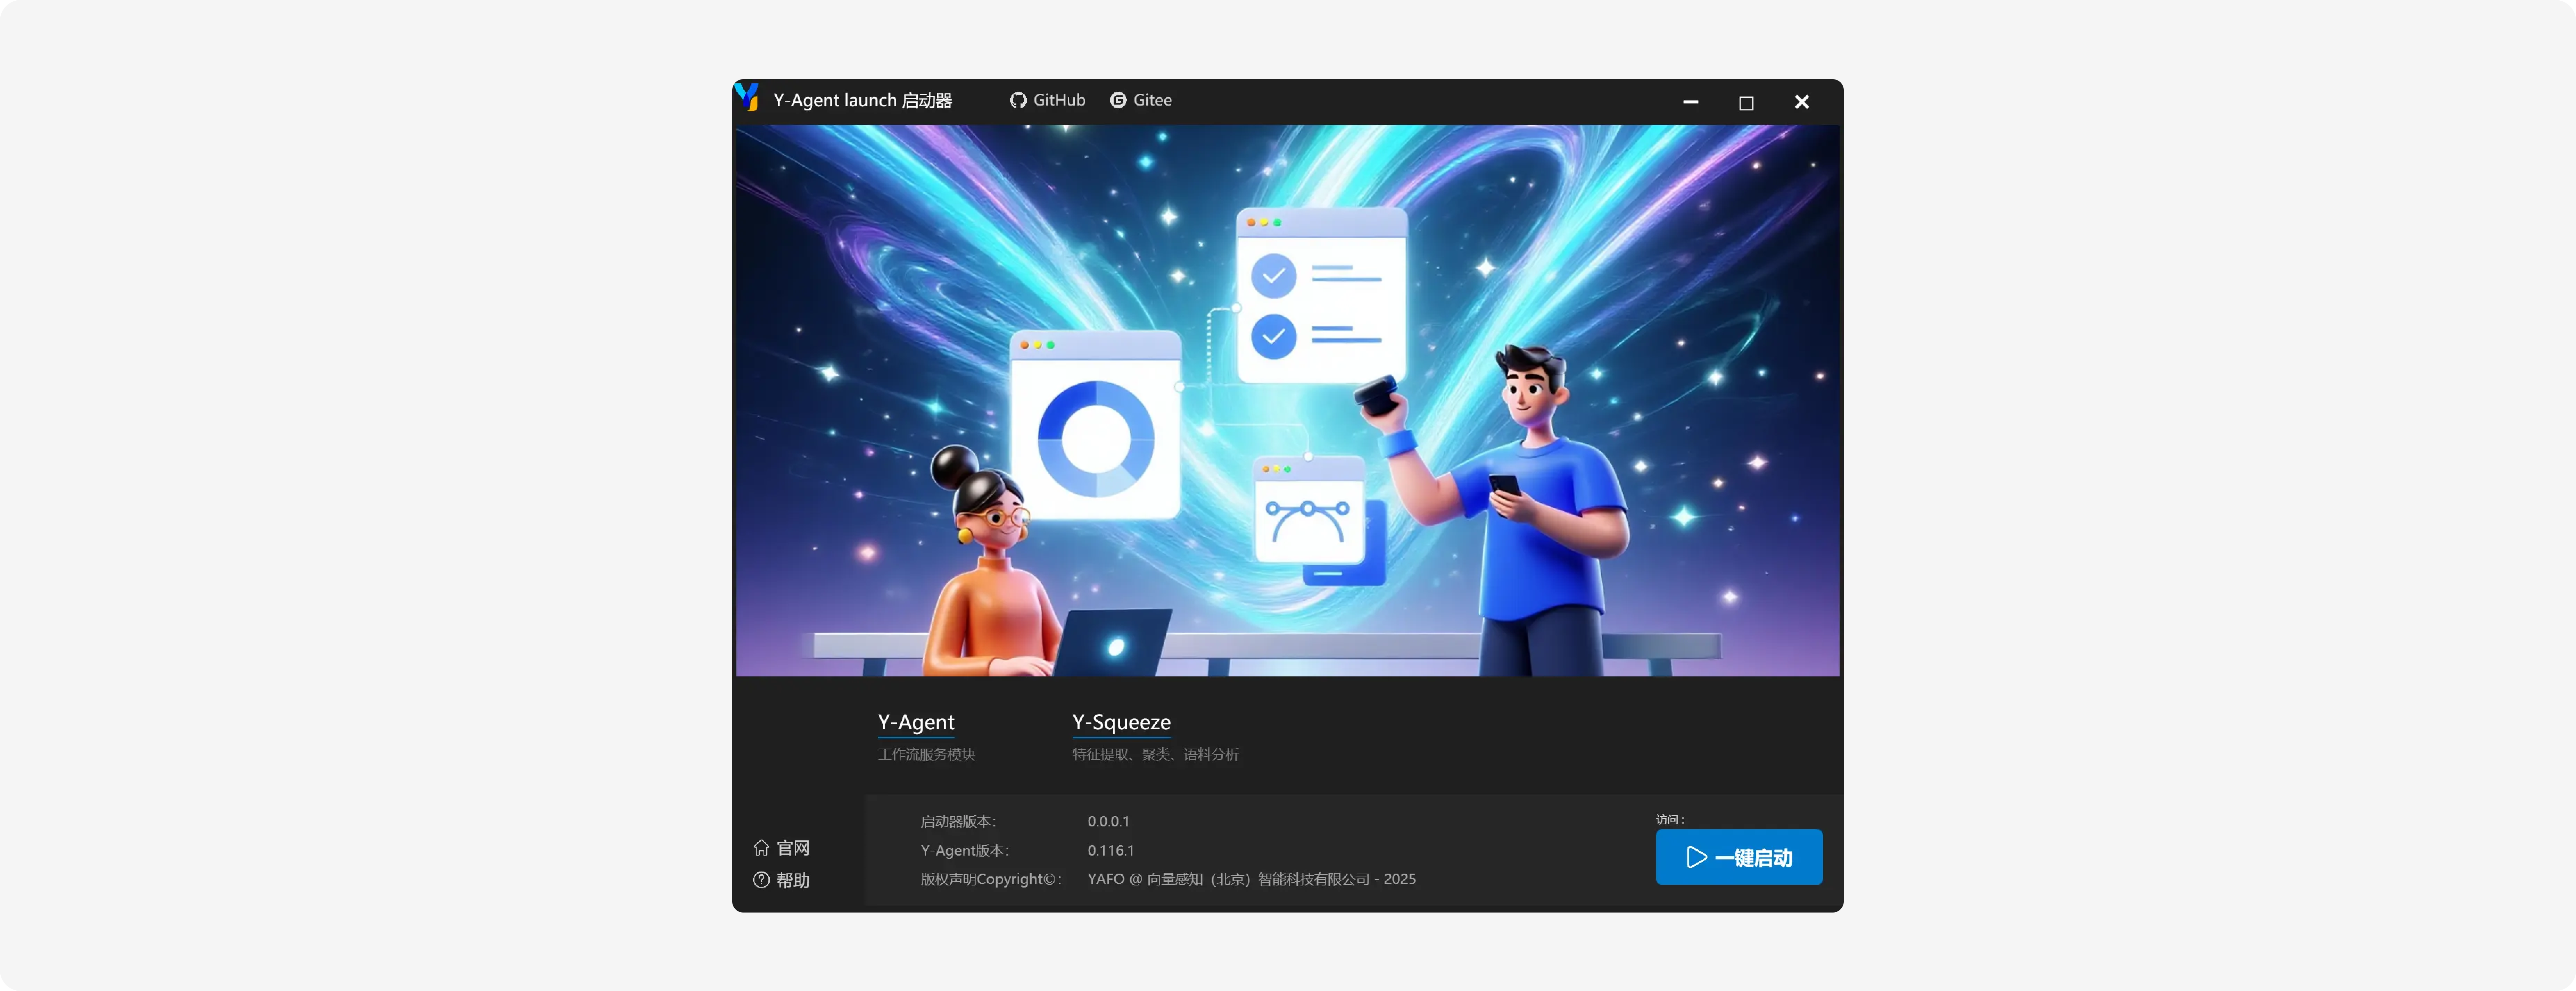 Y-Agent launch 启动器 GitHub Gitee
Y-Agent Y-Squeeze
工作流服务模块 特征提取、聚类、语料分析
启动器版本: 0.0.0.1
Y-Agent版本: 0.116.1
版权声明Copyright©: YAFO @ 向量感知（北京）智能科技有限公司 - 2025
官网
帮助
访问：
一键启动